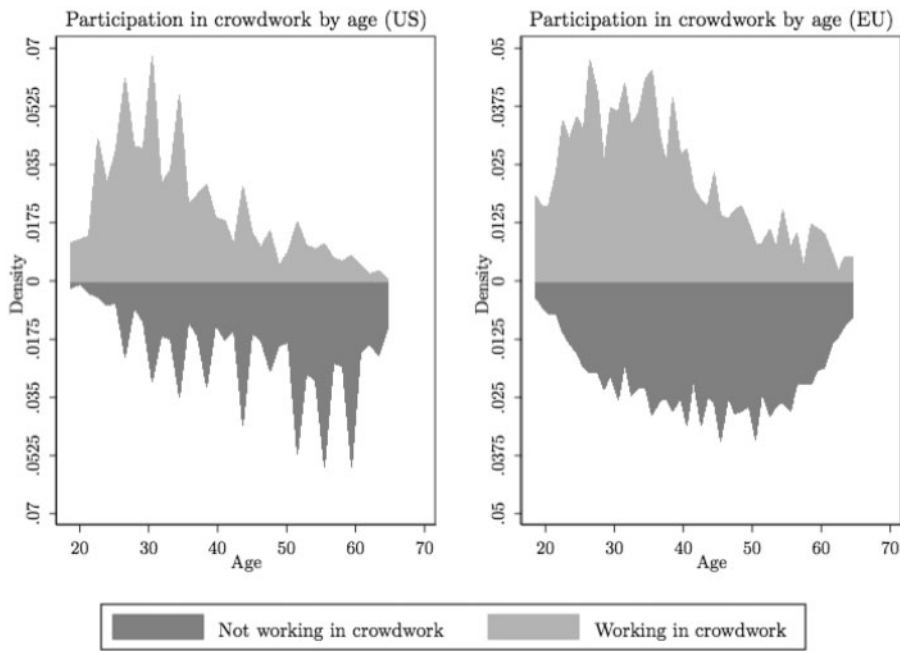 Participation in crowdwork by age (US)
Density
.07
.0525
.035
.0175
0
.0175
.035
.0525
.07
20 30 40 50 60 70
Age
Participation in crowdwork by age (EU)
Density
.05
.0375
.025
.0125
0
.0125
.025
.0375
.05
20 30 40 50 60 70
Age
Not working in crowdwork
Working in crowdwork